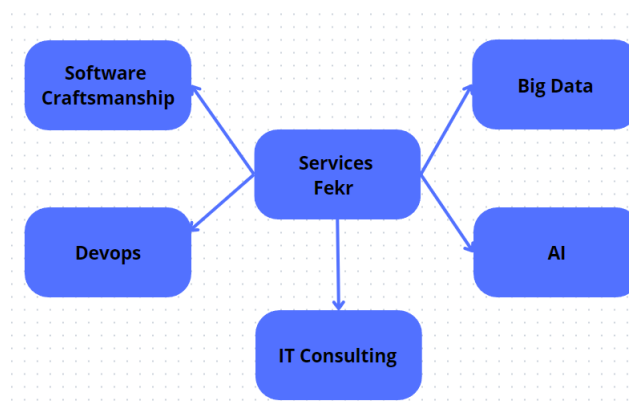 Software
Craftsmanship
Big Data
Services
Fekr
Devops
AI
IT Consulting